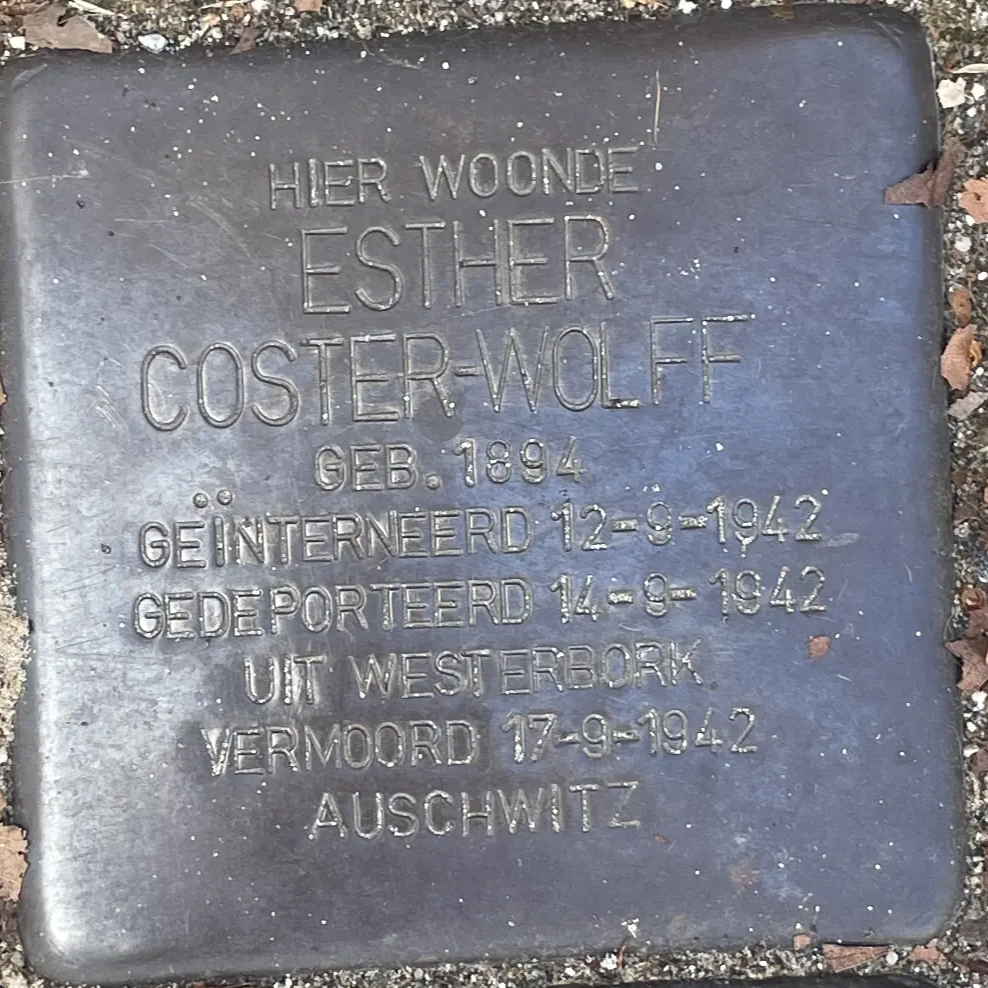 HIER WOONDE
ESTHER
COSTER-WOLFF
GEB. 1894
GEÏNTERNEERD 12-9-1942
GEDEPORTEERD 14-9-1942
UIT WESTERBORK
VERMOORD 17-9-1942
AUSCHWITZ